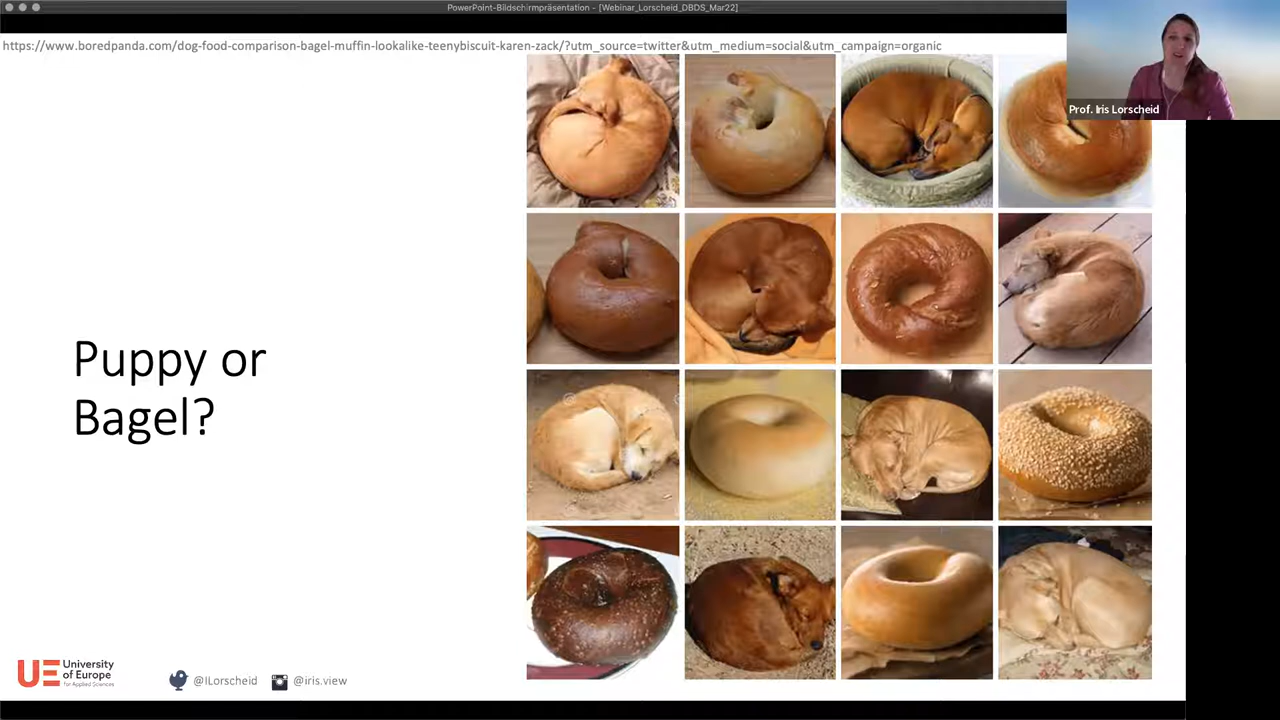 PowerPoint-Bildschirmpräsentation - [Webinar_Lorscheid_DBDS_Mar22]
https://www.boredpanda.com/dog-food-comparison-bagel-muffin-lookalike-teenybiscuit-karen-zack/?utm_source=twitter&utm_medium=social&utm_campaign=organic
Prof. Iris Lorscheid
Puppy or
Bagel?
UE University
of Europe
for Applied Sciences
@ILorscheid @iris.view